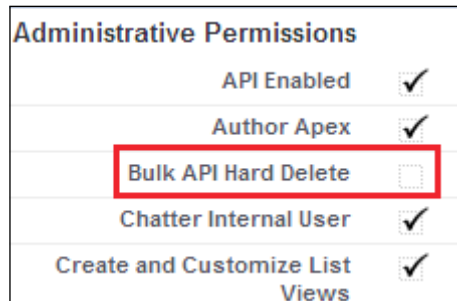 Administrative Permissions
API Enabled
Author Apex
Bulk API Hard Delete
Chatter Internal User
Create and Customize List
Views